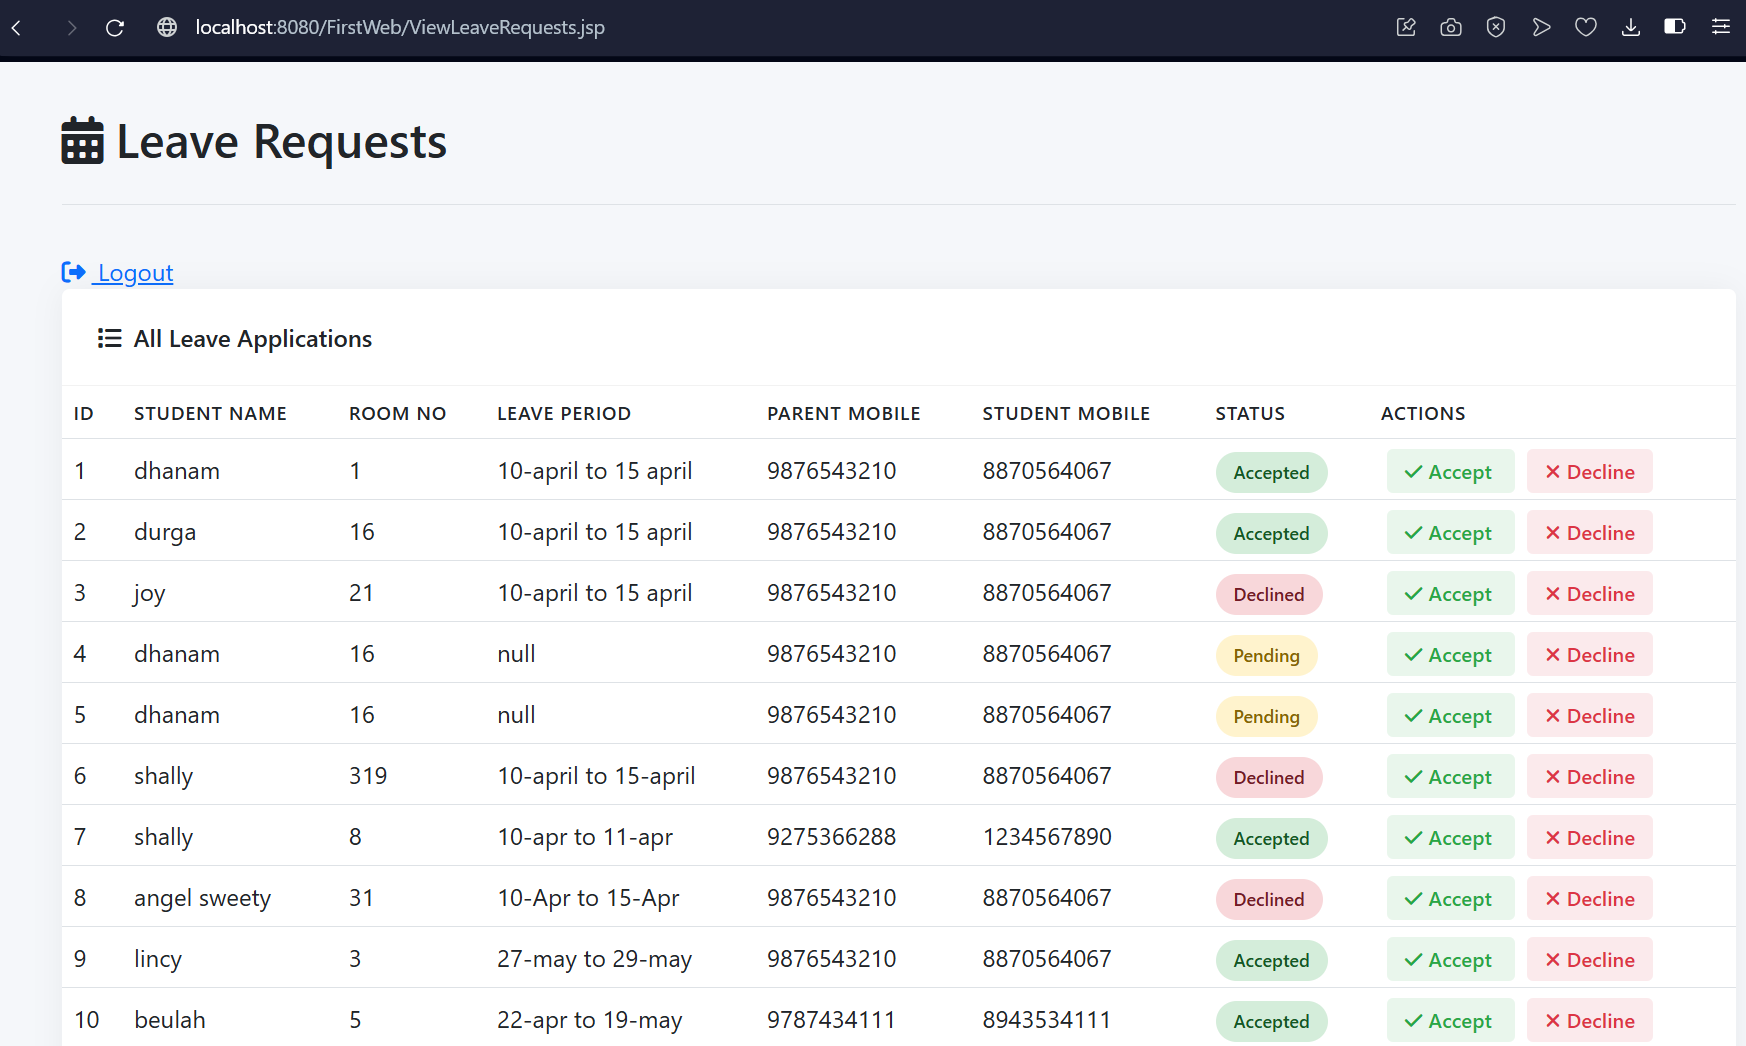 localhost:8080/FirstWeb/ViewLeaveRequests.jsp
Leave Requests
Logout
All Leave Applications
ID STUDENT NAME ROOM NO LEAVE PERIOD PARENT MOBILE STUDENT MOBILE STATUS ACTIONS
1 dhanam 1 10-april to 15 april 9876543210 8870564067 Accepted Accept Decline
2 durga 16 10-april to 15 april 9876543210 8870564067 Accepted Accept Decline
3 joy 21 10-april to 15 april 9876543210 8870564067 Declined Accept Decline
4 dhanam 16 null 9876543210 8870564067 Pending Accept Decline
5 dhanam 16 null 9876543210 8870564067 Pending Accept Decline
6 shally 319 10-april to 15-april 9876543210 8870564067 Declined Accept Decline
7 shally 8 10-apr to 11-apr 9275366288 1234567890 Accepted Accept Decline
8 angel sweety 31 10-Apr to 15-Apr 9876543210 8870564067 Declined Accept Decline
9 lincy 3 27-may to 29-may 9876543210 8870564067 Accepted Accept Decline
10 beulah 5 22-apr to 19-may 9787434111 8943534111 Accepted Accept Decline